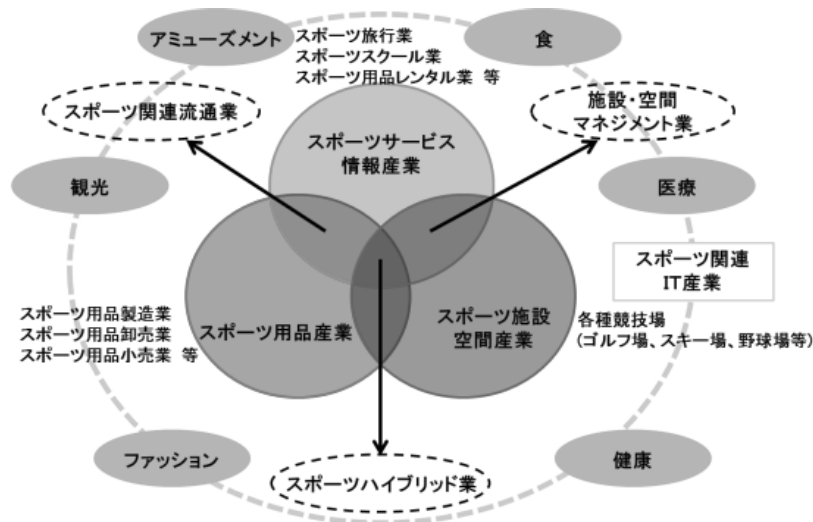 アミューズメント
スポーツ旅行業
スポーツスクール業
スポーツ用品レンタル業 等
食
スポーツ関連流通業
施設・空間
マネジメント業
スポーツサービス
情報産業
観光
医療
スポーツ関連
IT産業
スポーツ用品製造業
スポーツ用品卸売業
スポーツ用品小売業 等
スポーツ用品産業
スポーツ施設
空間産業
各種競技場
(ゴルフ場、スキー場、野球場等)
ファッション
スポーツハイブリッド業
健康